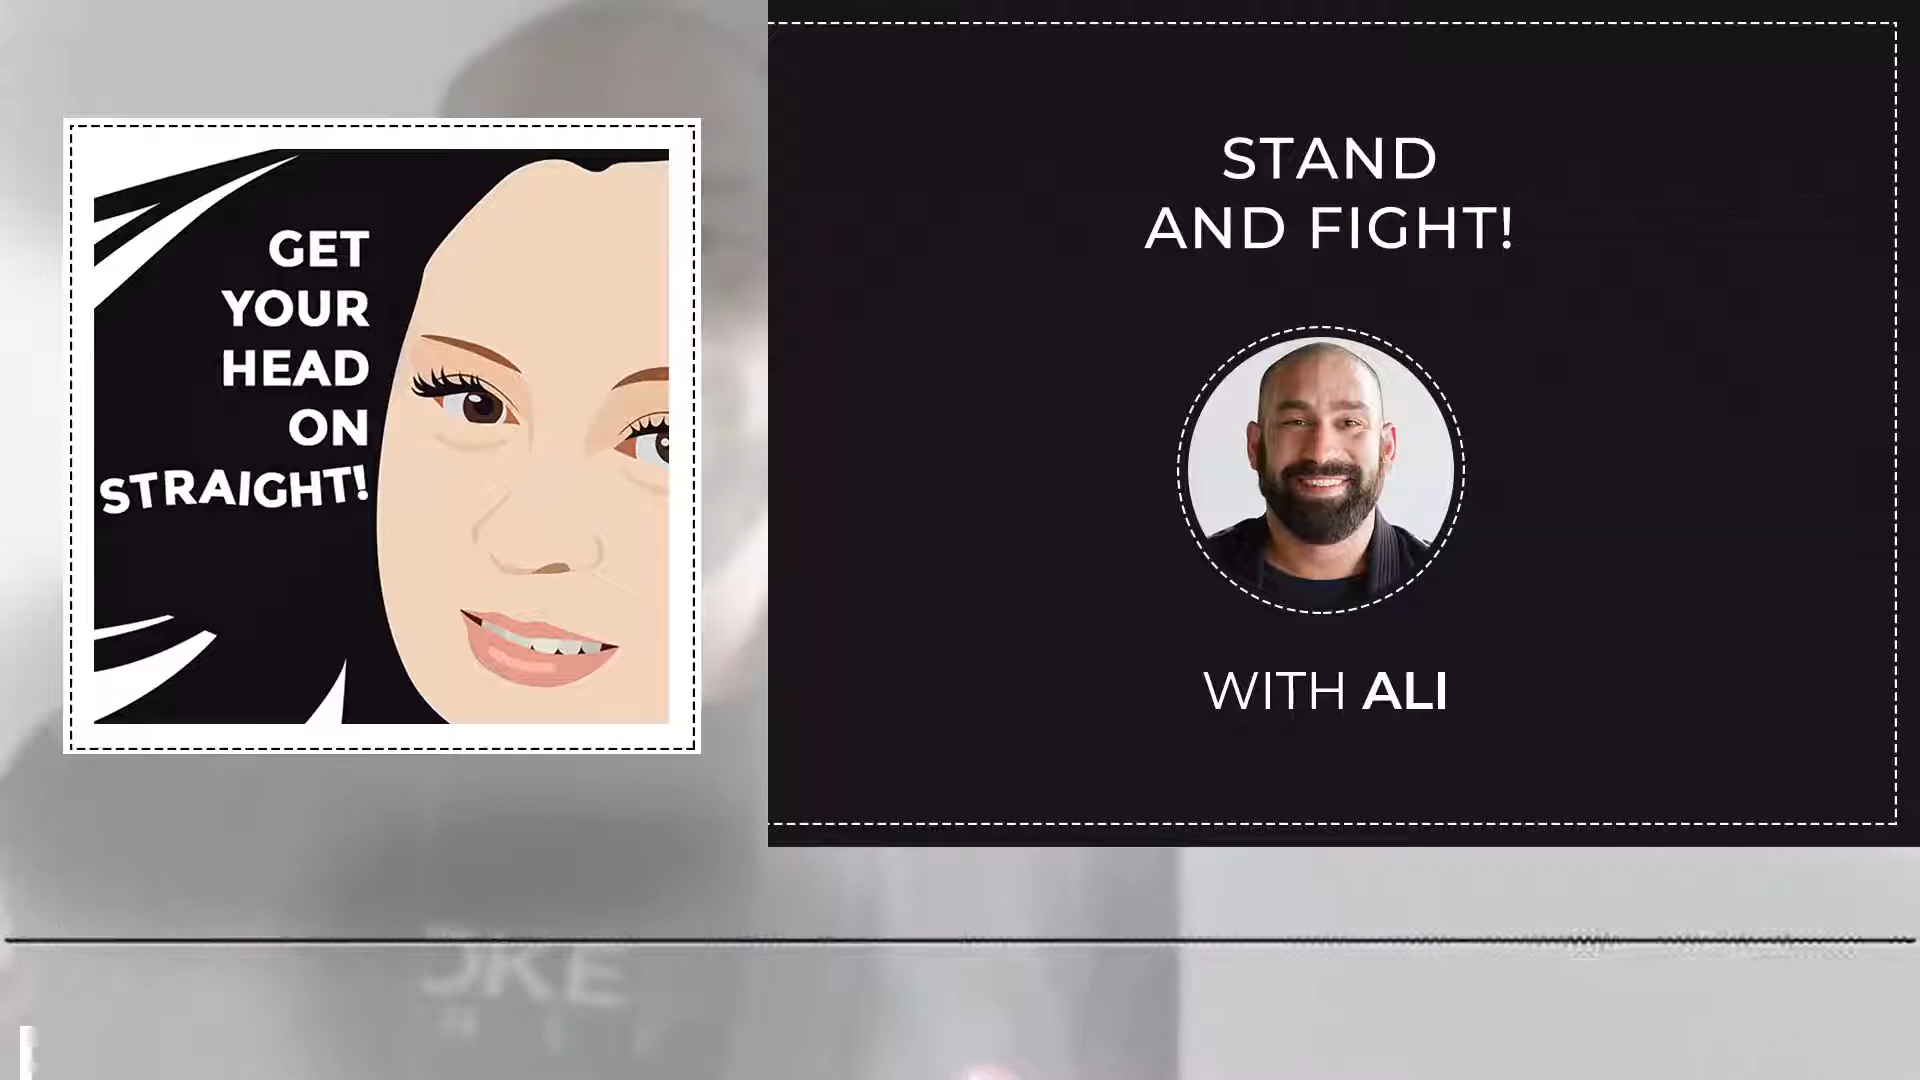 GET
YOUR
HEAD
ON
STRAIGHT!
STAND
AND FIGHT!
WITH ALI